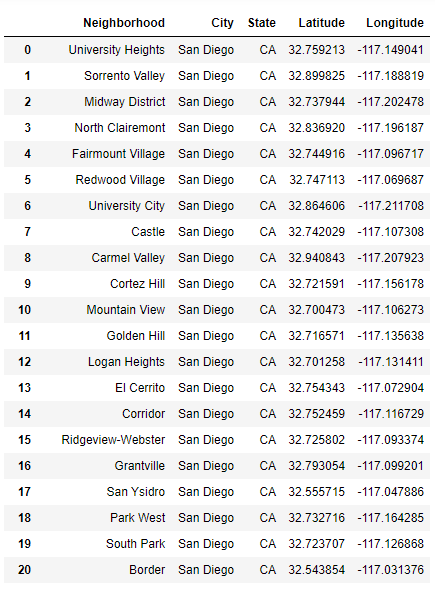 Neighborhood City State Latitude Longitude
0 University Heights San Diego CA 32.759213 -117.149041
1 Sorrento Valley San Diego CA 32.899825 -117.188819
2 Midway District San Diego CA 32.737944 -117.202478
3 North Clairemont San Diego CA 32.836920 -117.196187
4 Fairmount Village San Diego CA 32.744916 -117.096717
5 Redwood Village San Diego CA 32.747113 -117.069687
6 University City San Diego CA 32.864606 -117.211708
7 Castle San Diego CA 32.742029 -117.107308
8 Carmel Valley San Diego CA 32.940843 -117.207923
9 Cortez Hill San Diego CA 32.721591 -117.156178
10 Mountain View San Diego CA 32.700473 -117.106273
11 Golden Hill San Diego CA 32.716571 -117.135638
12 Logan Heights San Diego CA 32.701258 -117.131411
13 El Cerrito San Diego CA 32.754343 -117.072904
14 Corridor San Diego CA 32.752459 -117.116729
15 Ridgeview-Webster San Diego CA 32.725802 -117.093374
16 Grantville San Diego CA 32.793054 -117.099201
17 San Ysidro San Diego CA 32.555715 -117.047886
18 Park West San Diego CA 32.732716 -117.164285
19 South Park San Diego CA 32.723707 -117.126868
20 Border San Diego CA 32.543854 -117.031376